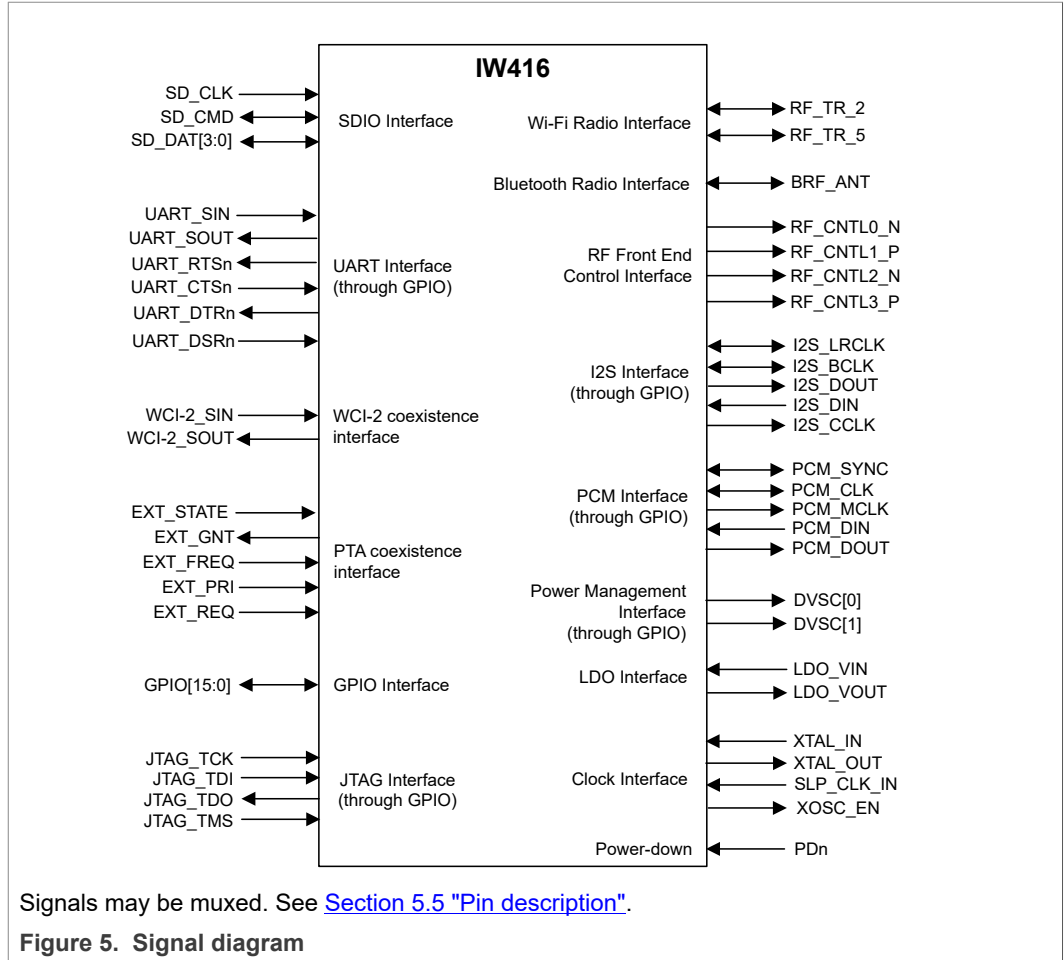 IW416
SD_CLK
SD_CMD
SD_DAT[3:0]
SDIO Interface
UART_SIN
UART_SOUT
UART_RTSn
UART_CTSn
UART_DTRn
UART_DSRn
UART Interface
(through GPIO)
WCI-2_SIN
WCI-2_SOUT
WCI-2 coexistence
interface
EXT_STATE
EXT_GNT
EXT_FREQ
EXT_PRI
EXT_REQ
PTA coexistence
interface
GPIO[15:0]
GPIO Interface
JTAG_TCK
JTAG_TDI
JTAG_TDO
JTAG_TMS
JTAG Interface
(through GPIO)
Wi-Fi Radio Interface
RF_TR_2
RF_TR_5
Bluetooth Radio Interface
BRF_ANT
RF Front End
Control Interface
RF_CNTL0_N
RF_CNTL1_P
RF_CNTL2_N
RF_CNTL3_P
I2S Interface
(through GPIO)
I2S_LRCLK
I2S_BCLK
I2S_DOUT
I2S_DIN
I2S_CCLK
PCM Interface
(through GPIO)
PCM_SYNC
PCM_CLK
PCM_MCLK
PCM_DIN
PCM_DOUT
Power Management
Interface
(through GPIO)
DVSC[0]
DVSC[1]
LDO Interface
LDO_VIN
LDO_VOUT
Clock Interface
XTAL_IN
XTAL_OUT
SLP_CLK_IN
XOSC_EN
Power-down
PDn
Signals may be muxed. See Section 5.5 "Pin description".
Figure 5. Signal diagram